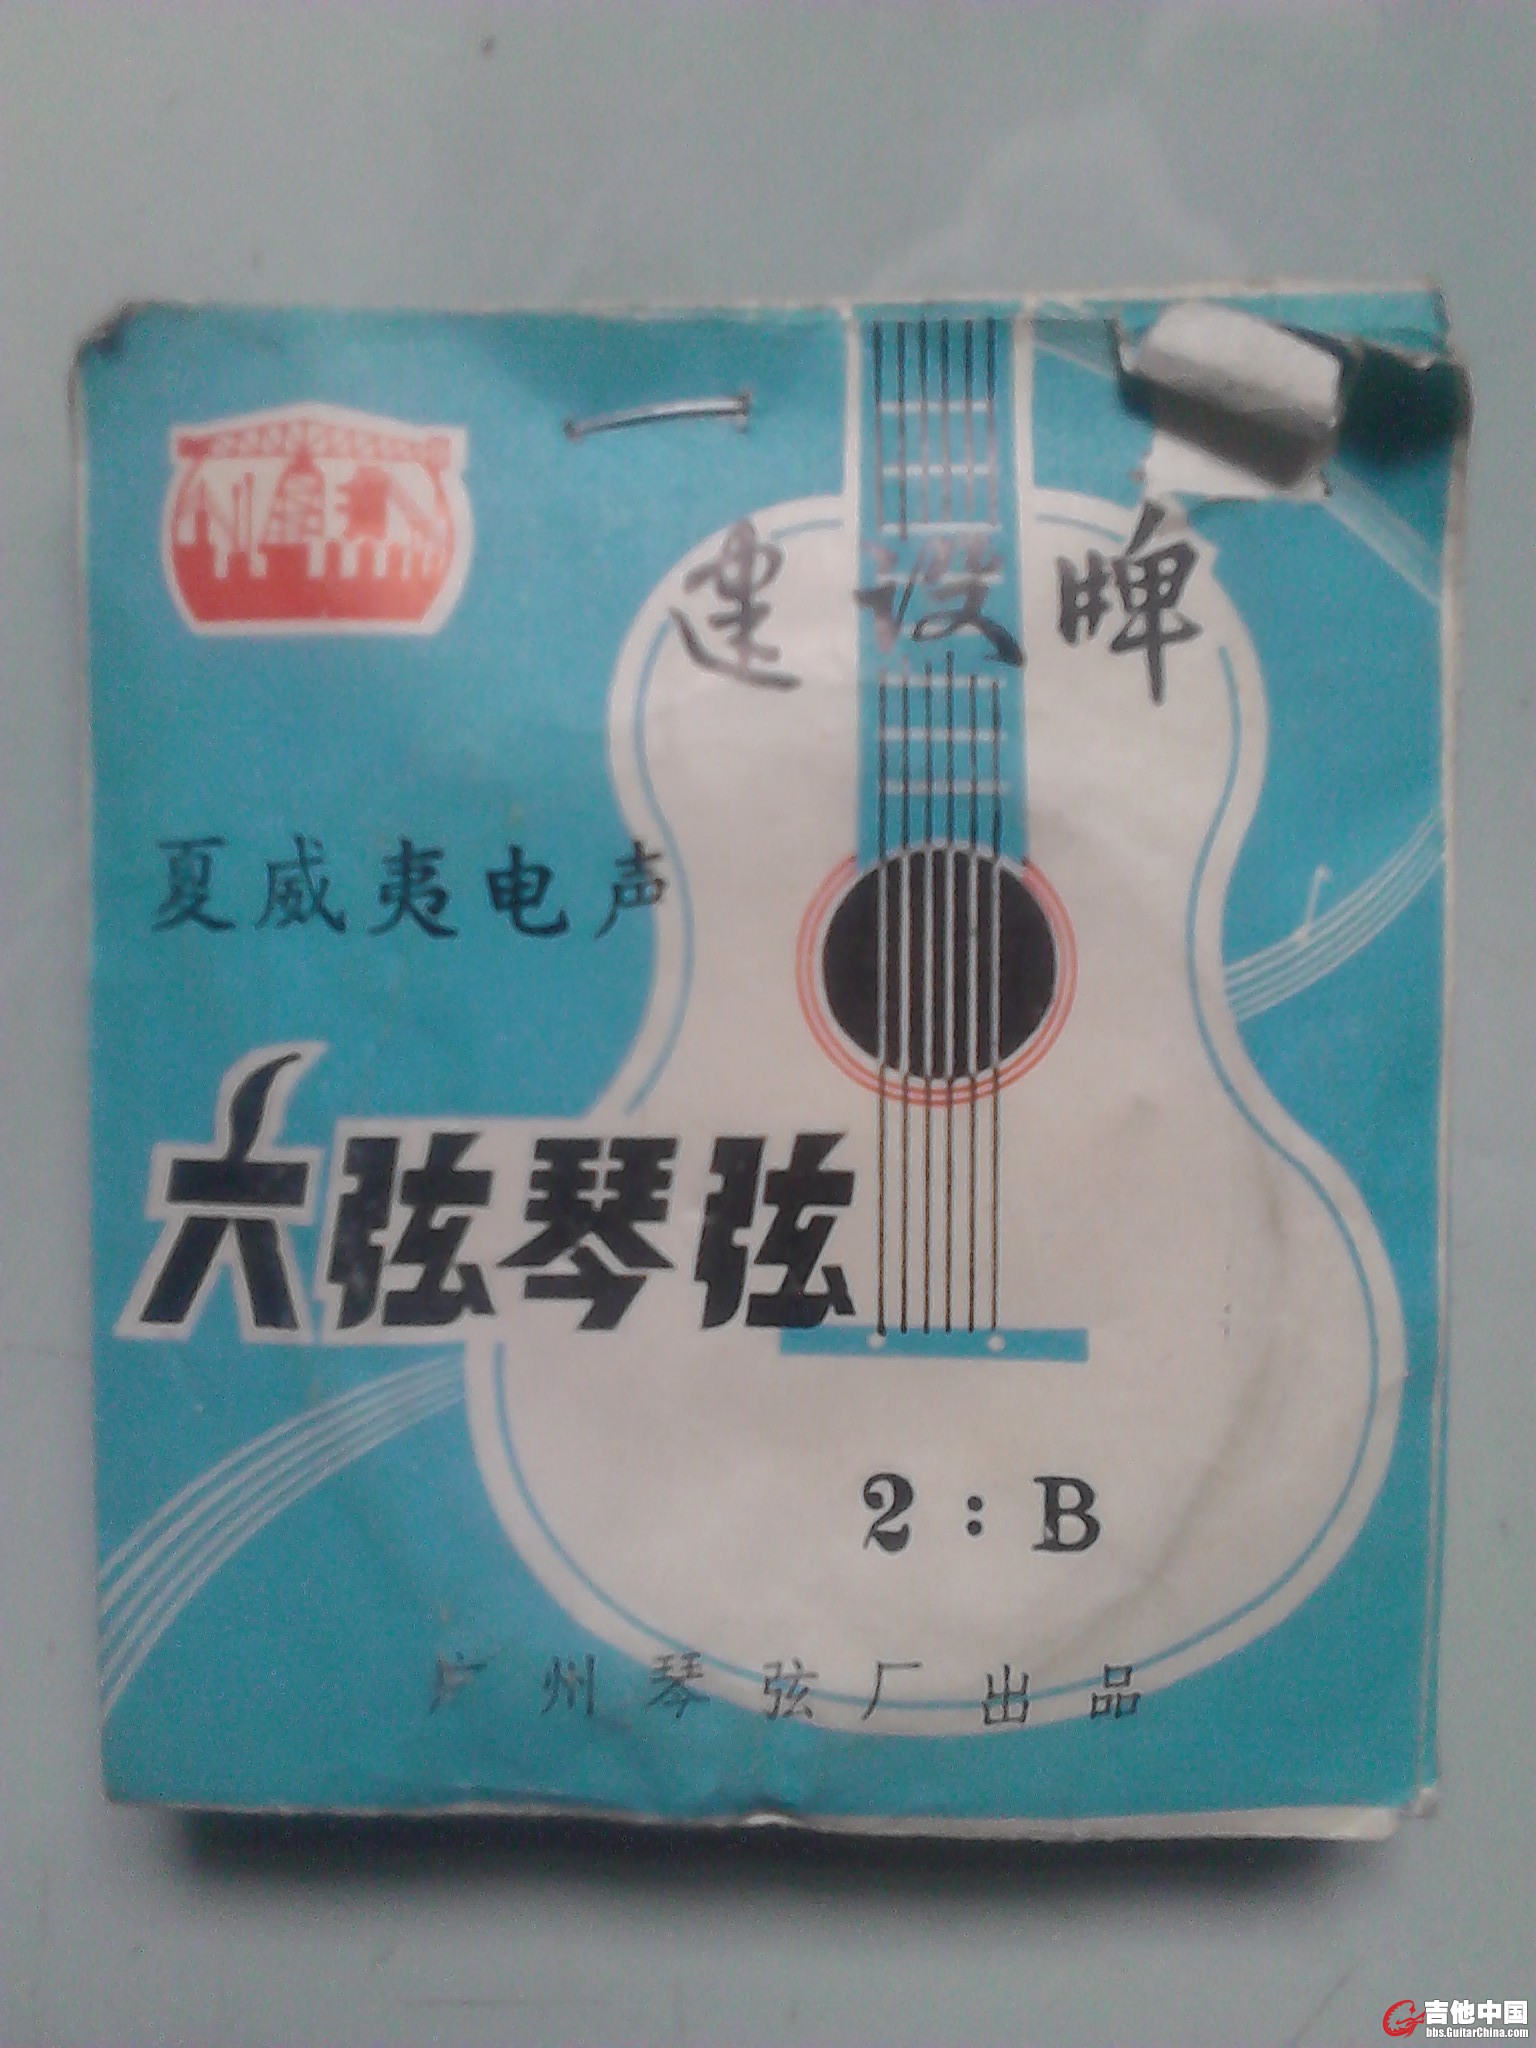 建设牌
夏威夷电声
六弦琴弦
2:B
广州琴弦厂出品
吉他中国
bbs.GuitarChina.com